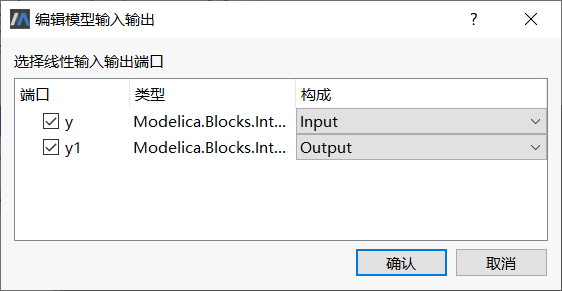 编辑模型输入输出
选择线性输入输出端口
端口 类型 构成
y Modelica.Blocks.Int... Input
y1 Modelica.Blocks.Int... Output
确认 取消